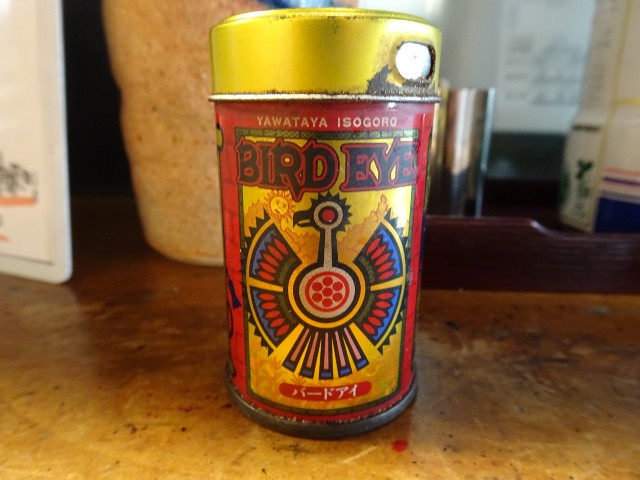 YAWATAYA ISOGORO
BIRD EYE
バードアイ